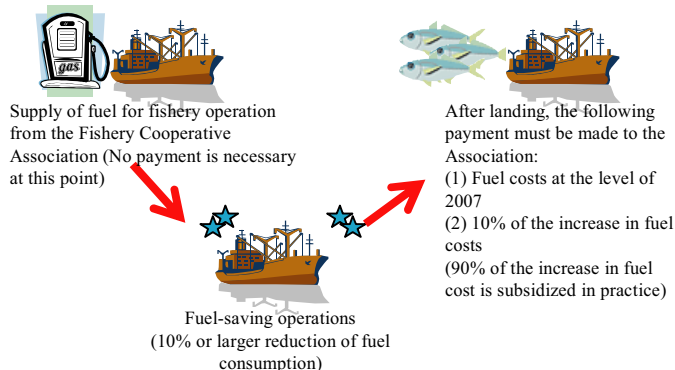 gas
Supply of fuel for fishery operation
from the Fishery Cooperative
Association (No payment is necessary
at this point)
After landing, the following
payment must be made to the
Association:
(1) Fuel costs at the level of
2007
(2) 10% of the increase in fuel
costs
(90% of the increase in fuel
cost is subsidized in practice)
Fuel-saving operations
(10% or larger reduction of fuel
consumption)